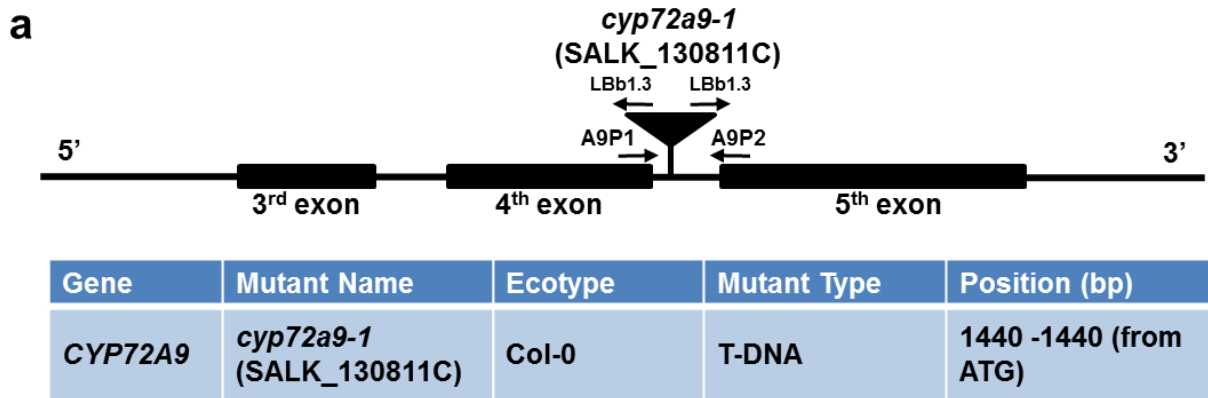 a
cyp72a9-1
(SALK_130811C)
LBb1.3 LBb1.3
A9P1 A9P2
5’ 3’
3rd exon 4th exon 5th exon
Gene Mutant Name Ecotype Mutant Type Position (bp)
CYP72A9 cyp72a9-1 (SALK_130811C) Col-0 T-DNA 1440 -1440 (from ATG)